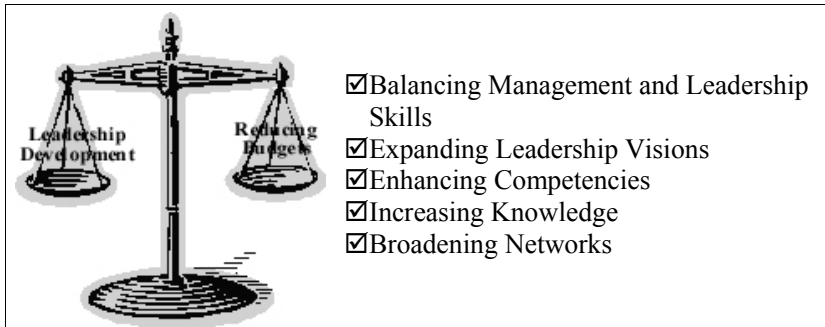 Leadership
Development
Reducing
Budgets
☑Balancing Management and Leadership
Skills
☑Expanding Leadership Visions
☑Enhancing Competencies
☑Increasing Knowledge
☑Broadening Networks